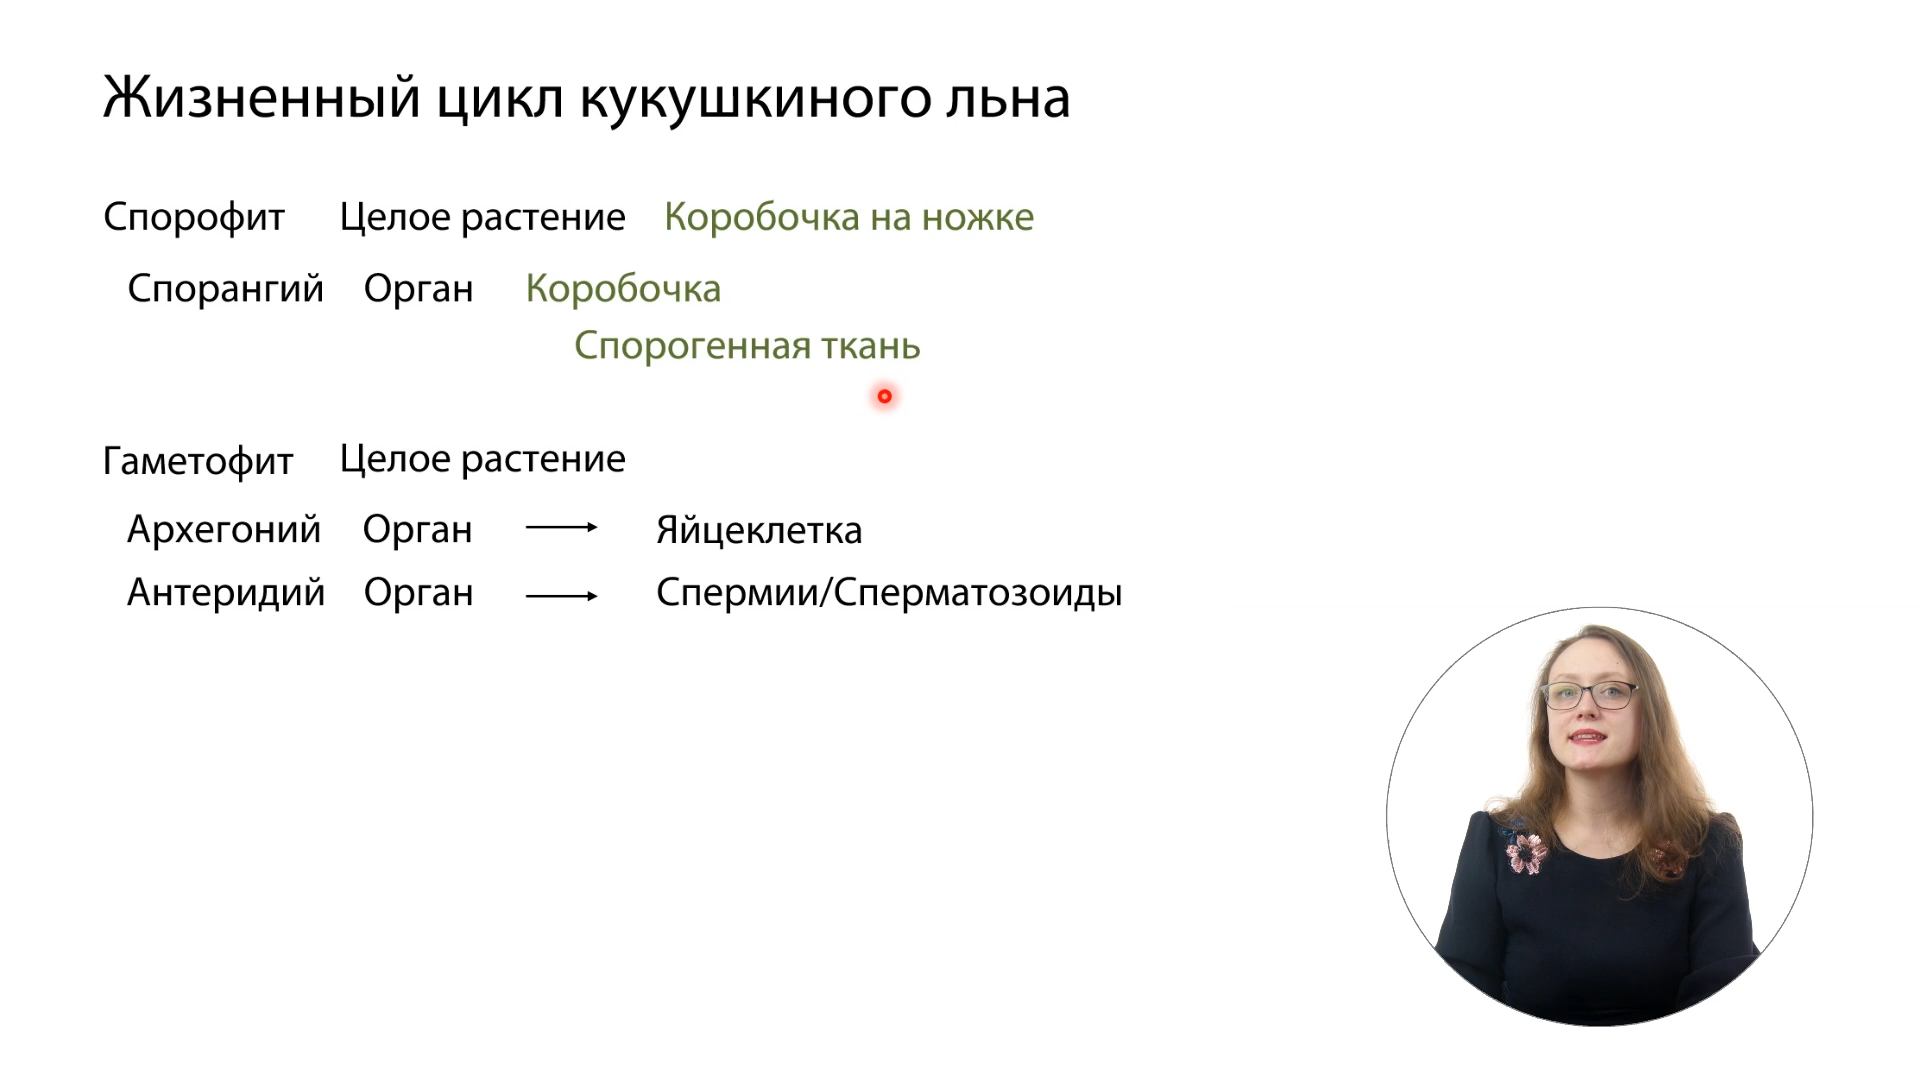 Жизненный цикл кукушкиного льна
Спорофит Целое растение Коробочка на ножке
Спорангий Орган Коробочка
Спорогенная ткань
Гаметофит Целое растение
Архегоний Орган Яйцеклетка
Антеридий Орган Спермии/Сперматозоиды